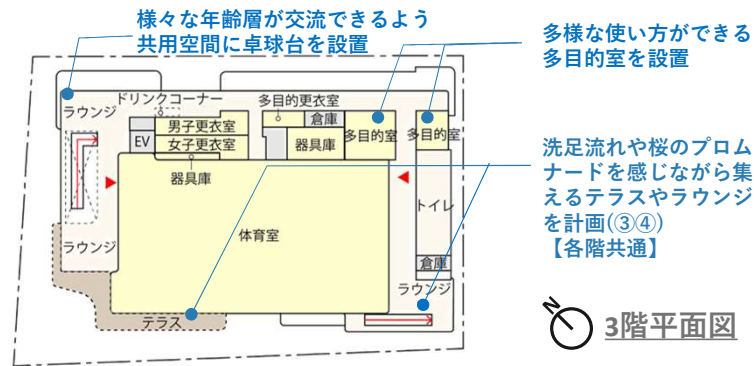 様々な年齢層が交流できるよう
共用空間に卓球台を設置
多様な使い方ができる
多目的室を設置
ラウンジ
ドリンクコーナー
多目的更衣室
倉庫
男子更衣室
EV
女子更衣室
器具庫
多目的室
多目的室
器具庫
洗足流れや桜のプロム
ナードを感じながら集
えるテラスやラウンジ
を計画(③④)
【各階共通】
トイレ
体育室
ラウンジ
倉庫
ラウンジ
テラス
N
3階平面図